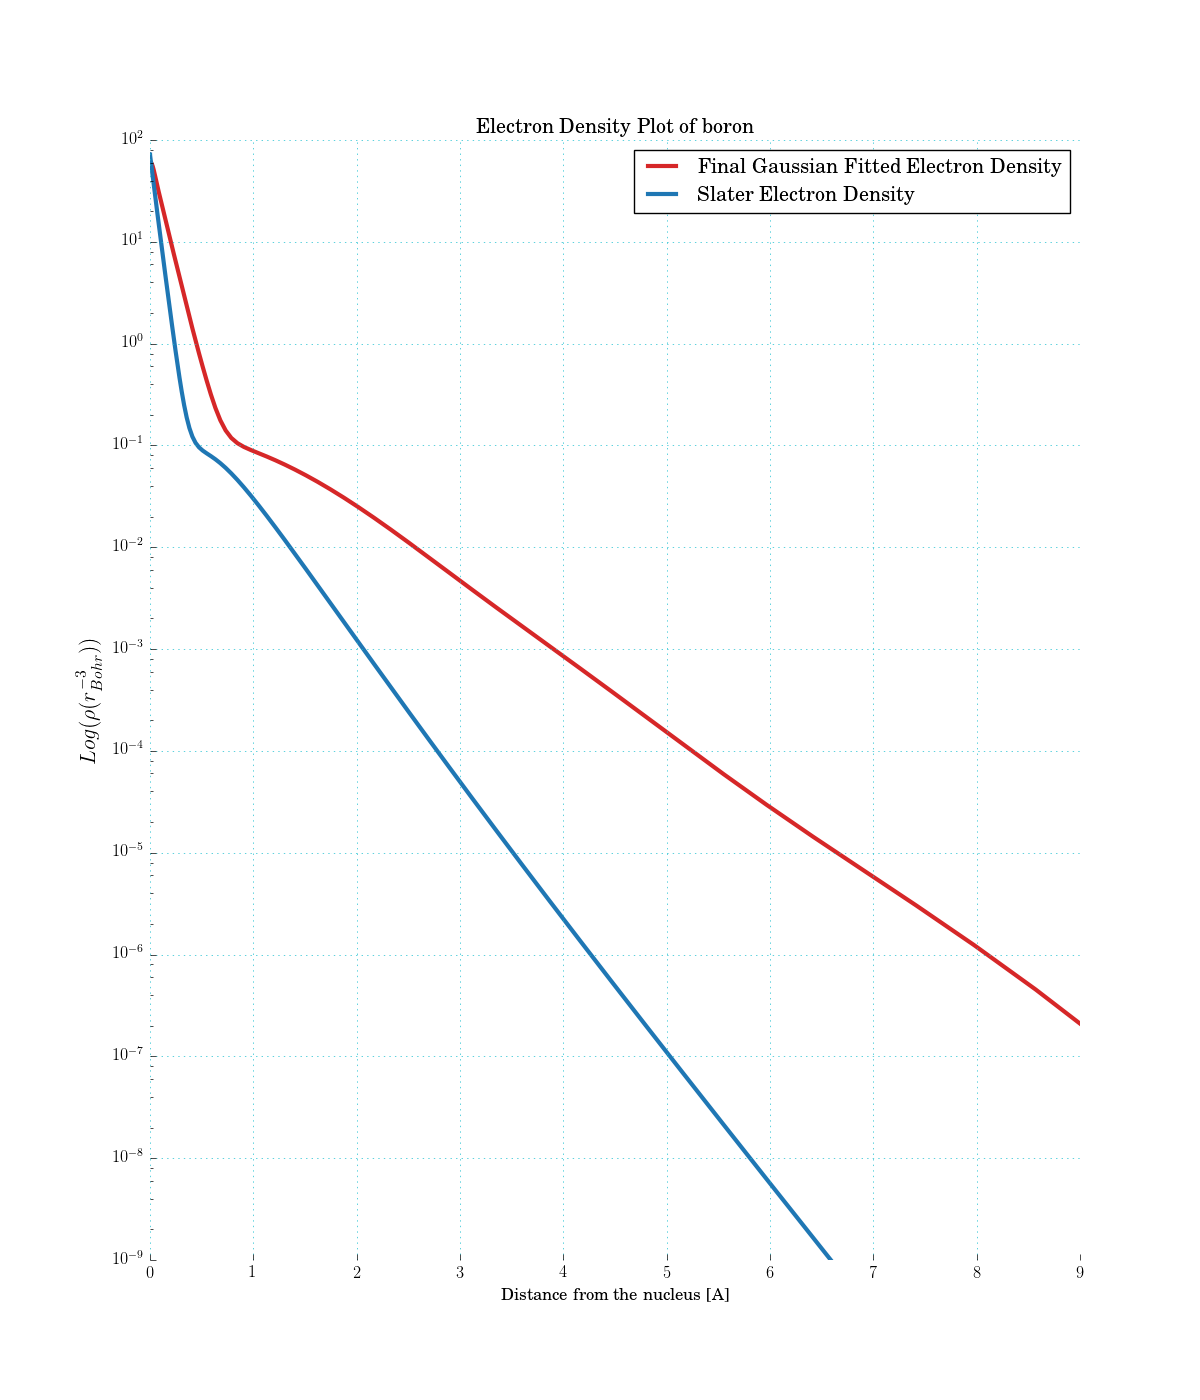 Electron Density Plot of boron
Final Gaussian Fitted Electron Density
Slater Electron Density
10²
10¹
10⁰
10⁻¹
10⁻²
10⁻³
10⁻⁴
10⁻⁵
10⁻⁶
10⁻⁷
10⁻⁸
10⁻⁹
Log(ρ(r_{Bohr}^{-3}))
0 1 2 3 4 5 6 7 8 9
Distance from the nucleus [A]